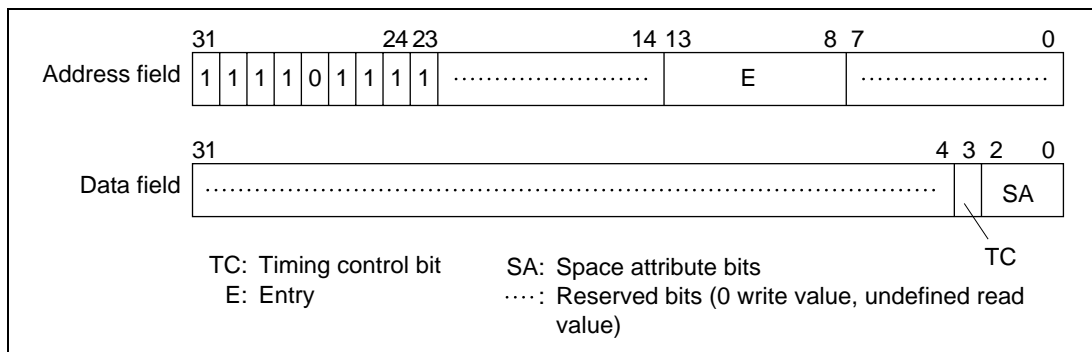 31 24 23 14 13 8 7 0
Address field 1 1 1 1 0 1 1 1 1 ········· E ·········
31 4 3 2 0
Data field ········· SA
TC
TC: Timing control bit SA: Space attribute bits
E: Entry ····: Reserved bits (0 write value, undefined read
value)